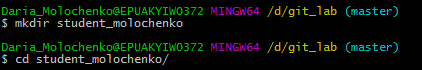 Daria_Molochenko@EPUAKYIW0372 MINGW64 /d/git_lab (master)
$ mkdir student_molochenko
Daria_Molochenko@EPUAKYIW0372 MINGW64 /d/git_lab (master)
$ cd student_molochenko/